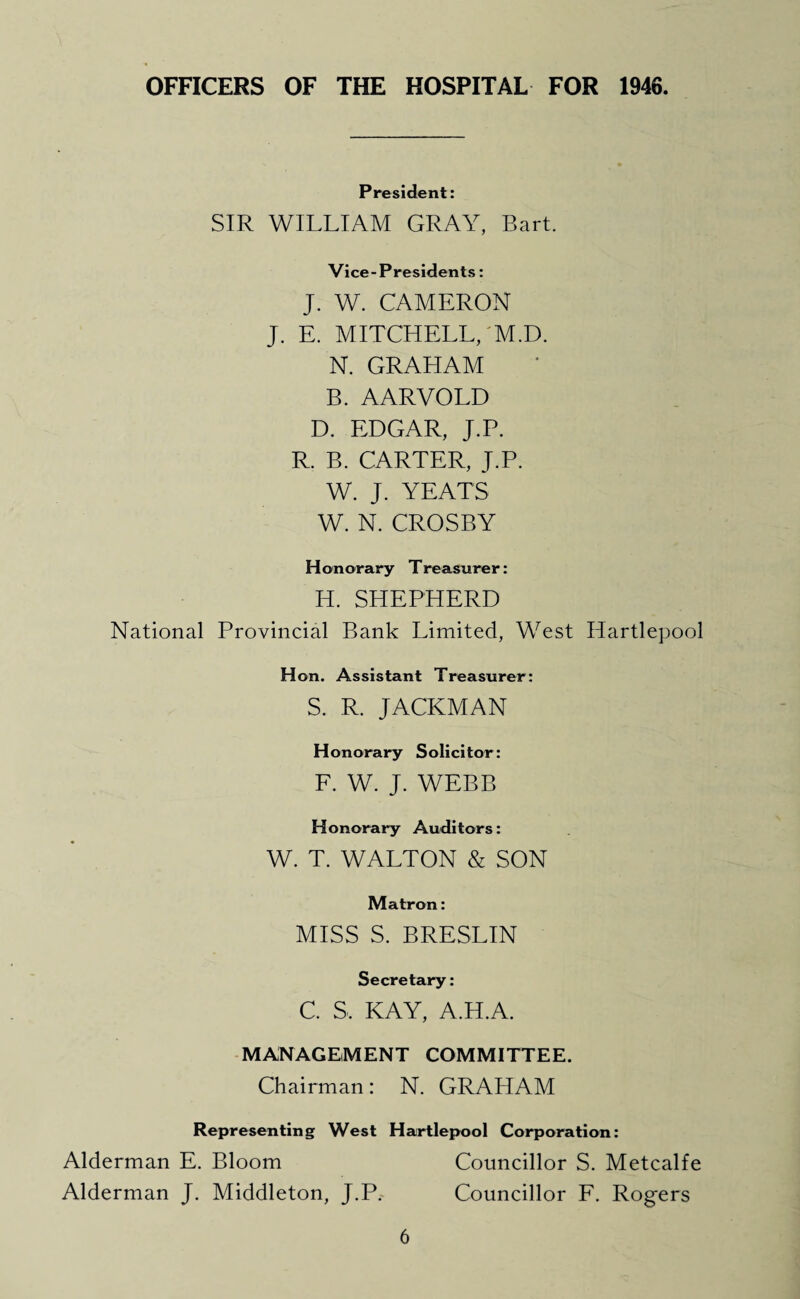 OFFICERS OF THE HOSPITAL FOR 1946.
President:
SIR WILLIAM GRAY, Bart.
Vice-Presidents:
J. W. CAMERON
J. E. MITCHELL, M.D.
N. GRAHAM
B. AARVOLD
D. EDGAR, J.P.
R. B. CARTER, J.P.
W. J. YEATS
W. N. CROSBY
Honorary Treasurer:
H. SHEPHERD
National Provincial Bank Limited, West Hartlepool
Hon. Assistant Treasurer:
S. R. JACKMAN
Honorary Solicitor:
F. W. J. WEBB
Honorary Auditors:
W. T. WALTON & SON
Matron:
MISS S. BRESLIN
Secretary:
C. S. KAY, A.H.A.
MANAGEMENT COMMITTEE.
Chairman: N. GRAHAM
Representing West Hartlepool Corporation:
Alderman E. Bloom Councillor S. Metcalfe
Alderman J. Middleton, J.P. Councillor F. Rogers
6